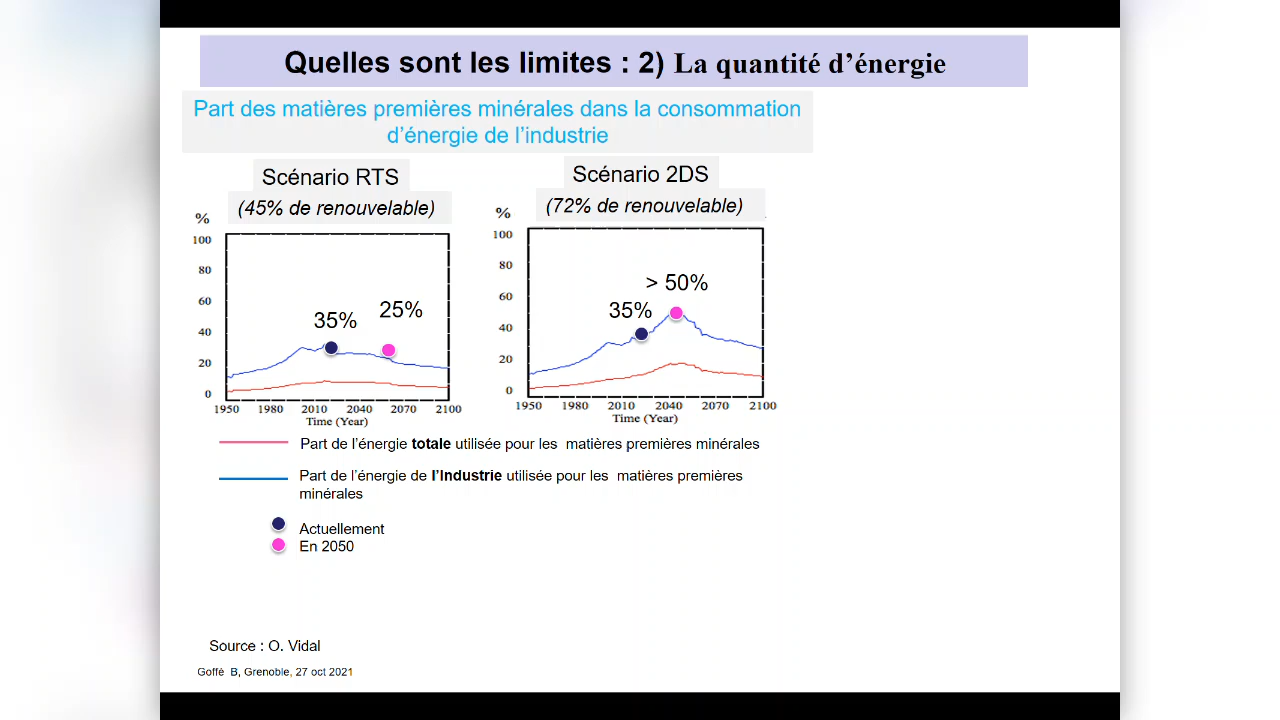 Quelles sont les limites : 2) La quantité d’énergie
Part des matières premières minérales dans la consommation
d’énergie de l’industrie
Scénario RTS
(45% de renouvelable)
%
100
80
60
40
20
0
35%
25%
1950 1980 2010 2040 2070 2100
Time (Year)
Scénario 2DS
(72% de renouvelable)
%
100
80
60
40
20
0
> 50%
35%
1950 1980 2010 2040 2070 2100
Time (Year)
Part de l’énergie totale utilisée pour les matières premières minérales
Part de l’énergie de l’Industrie utilisée pour les matières premières
minérales
Actuellement
En 2050
Source : O. Vidal
Goffé B, Grenoble, 27 oct 2021